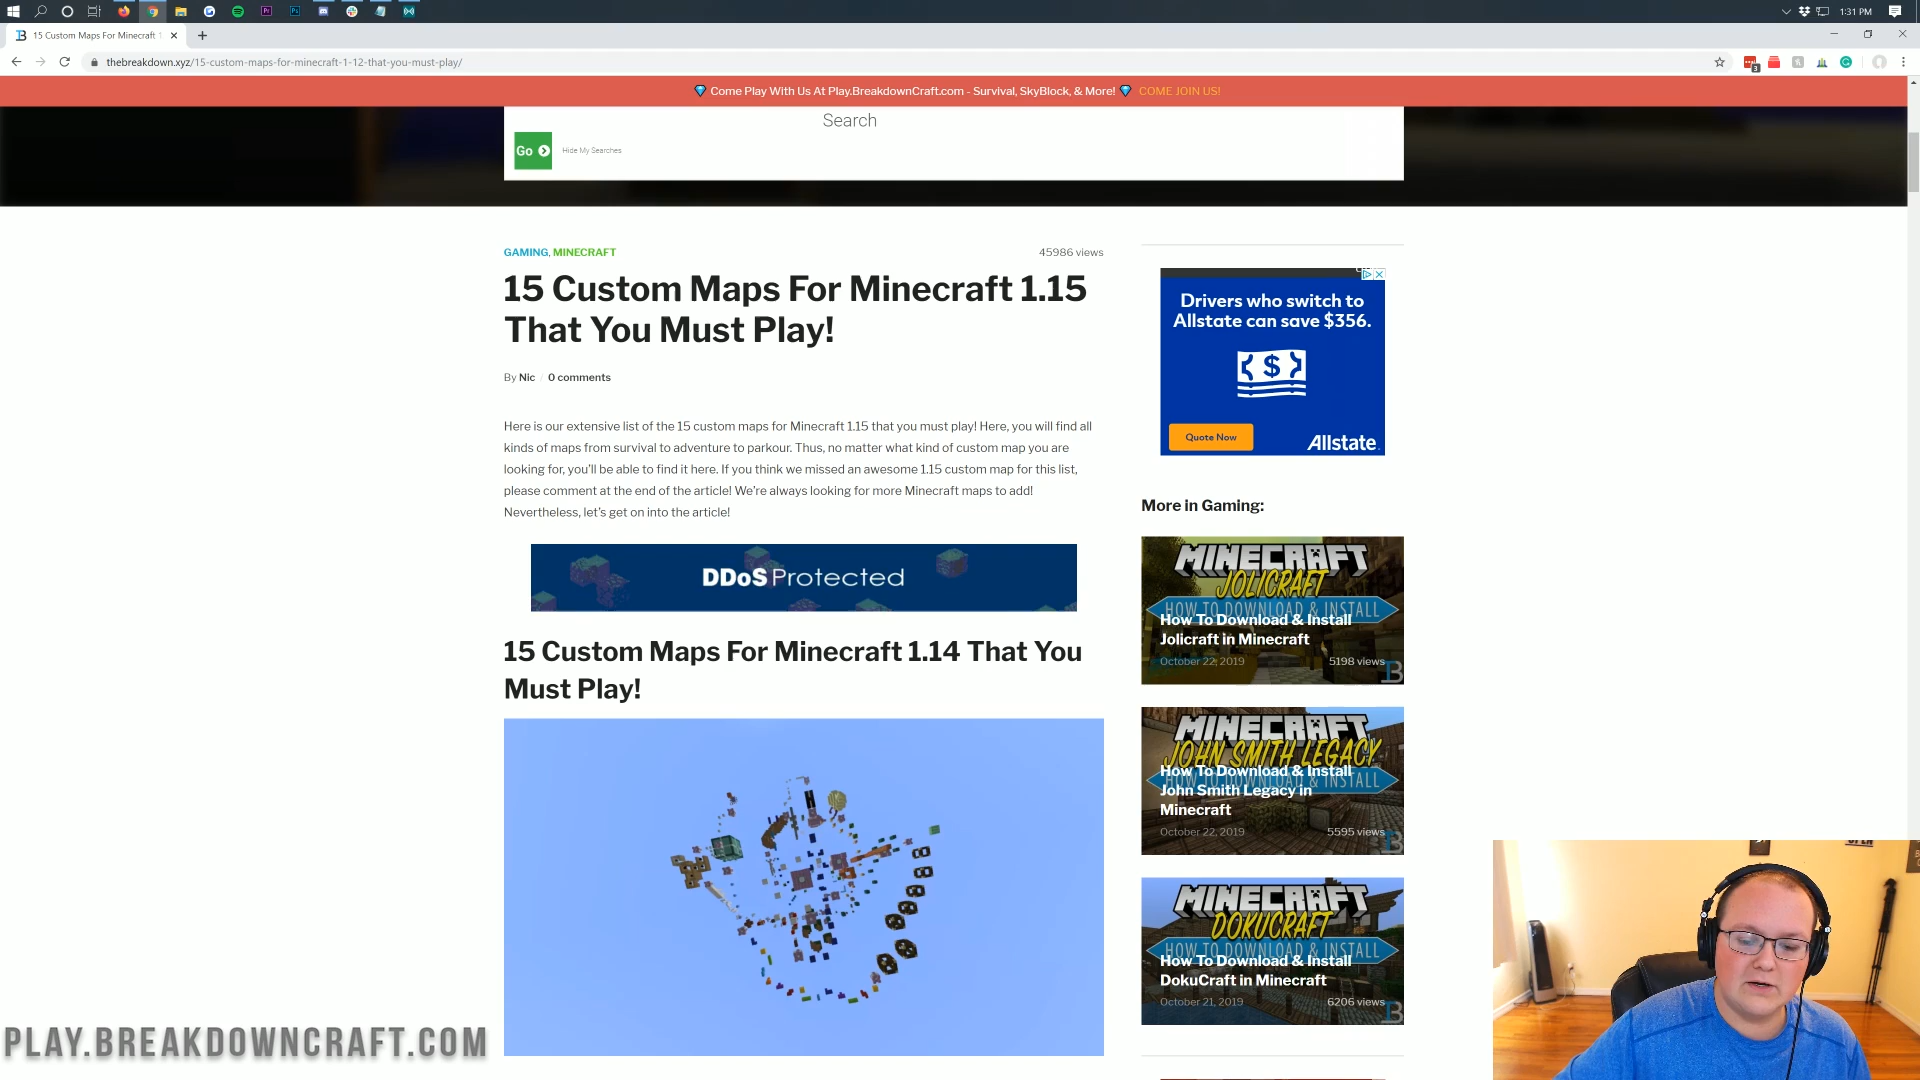 1:31 PM
15 Custom Maps For Minecraft 1
thebreakdown.xyz/15-custom-maps-for-minecraft-1-12-that-you-must-play/
3
Come Play With Us At Play.BreakdownCraft.com - Survival, SkyBlock, & More! COME JOIN US!
Search
Go
Hide My Searches
GAMING, MINECRAFT
45986 views
15 Custom Maps For Minecraft 1.15
That You Must Play!
By Nic / 0 comments
Here is our extensive list of the 15 custom maps for Minecraft 1.15 that you must play! Here, you will find all
kinds of maps from survival to adventure to parkour. Thus, no matter what kind of custom map you are
looking for, you'll be able to find it here. If you think we missed an awesome 1.15 custom map for this list,
please comment at the end of the article! We're always looking for more Minecraft maps to add!
Nevertheless, let's get on into the article!
DDoS Protected
15 Custom Maps For Minecraft 1.14 That You
Must Play!
Drivers who switch to
Allstate can save $356.
$
Quote Now
Allstate
More in Gaming:
MINECRAFT
JOLICRAFT
HOW TO DOWNLOAD & INSTALL
How To Download & Install
Jolicraft in Minecraft
October 22, 2019
5198 views
MINECRAFT
JOHN SMITH LEGACY
HOW TO DOWNLOAD & INSTALL
How To Download & Install
John Smith Legacy in
Minecraft
October 22, 2019
5595 views
MINECRAFT
DOKUCRAFT
HOW TO DOWNLOAD & INSTALL
How To Download & Install
DokuCraft in Minecraft
October 21, 2019
6206 views
OPEN
PLAY.BREAKDOWNCRAFT.COM